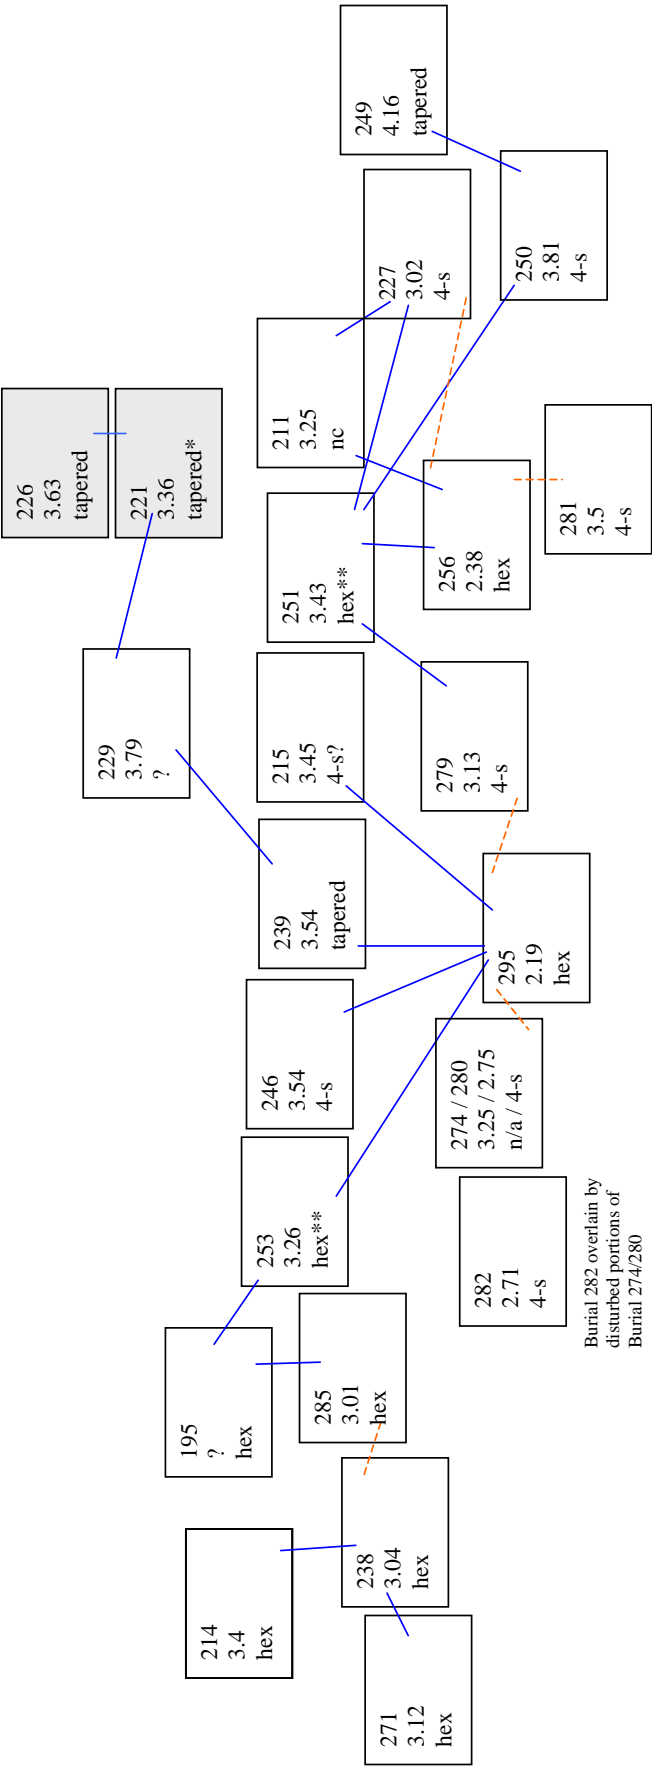 226
3.63
tapered
221
3.36
tapered*
229
3.79
?
249
4.16
tapered
227
3.02
4-s
250
3.81
4-s
211
3.25
nc
251
3.43
hex**
256
2.38
hex
281
3.5
4-s
215
3.45
4-s?
279
3.13
4-s
239
3.54
tapered
295
2.19
hex
246
3.54
4-s
274 / 280
3.25 / 2.75
n/a / 4-s
253
3.26
hex**
282
2.71
4-s
Burial 282 overlain by
disturbed portions of
Burial 274/280
195
?
hex
285
3.01
hex
214
3.4
hex
238
3.04
hex
271
3.12
hex